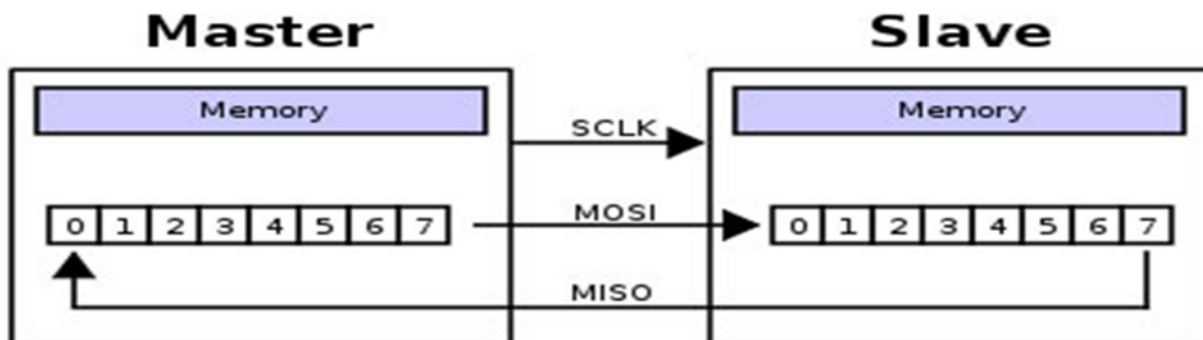 Master Slave
Memory Memory
SCLK
0 1 2 3 4 5 6 7 MOSI 0 1 2 3 4 5 6 7
MISO